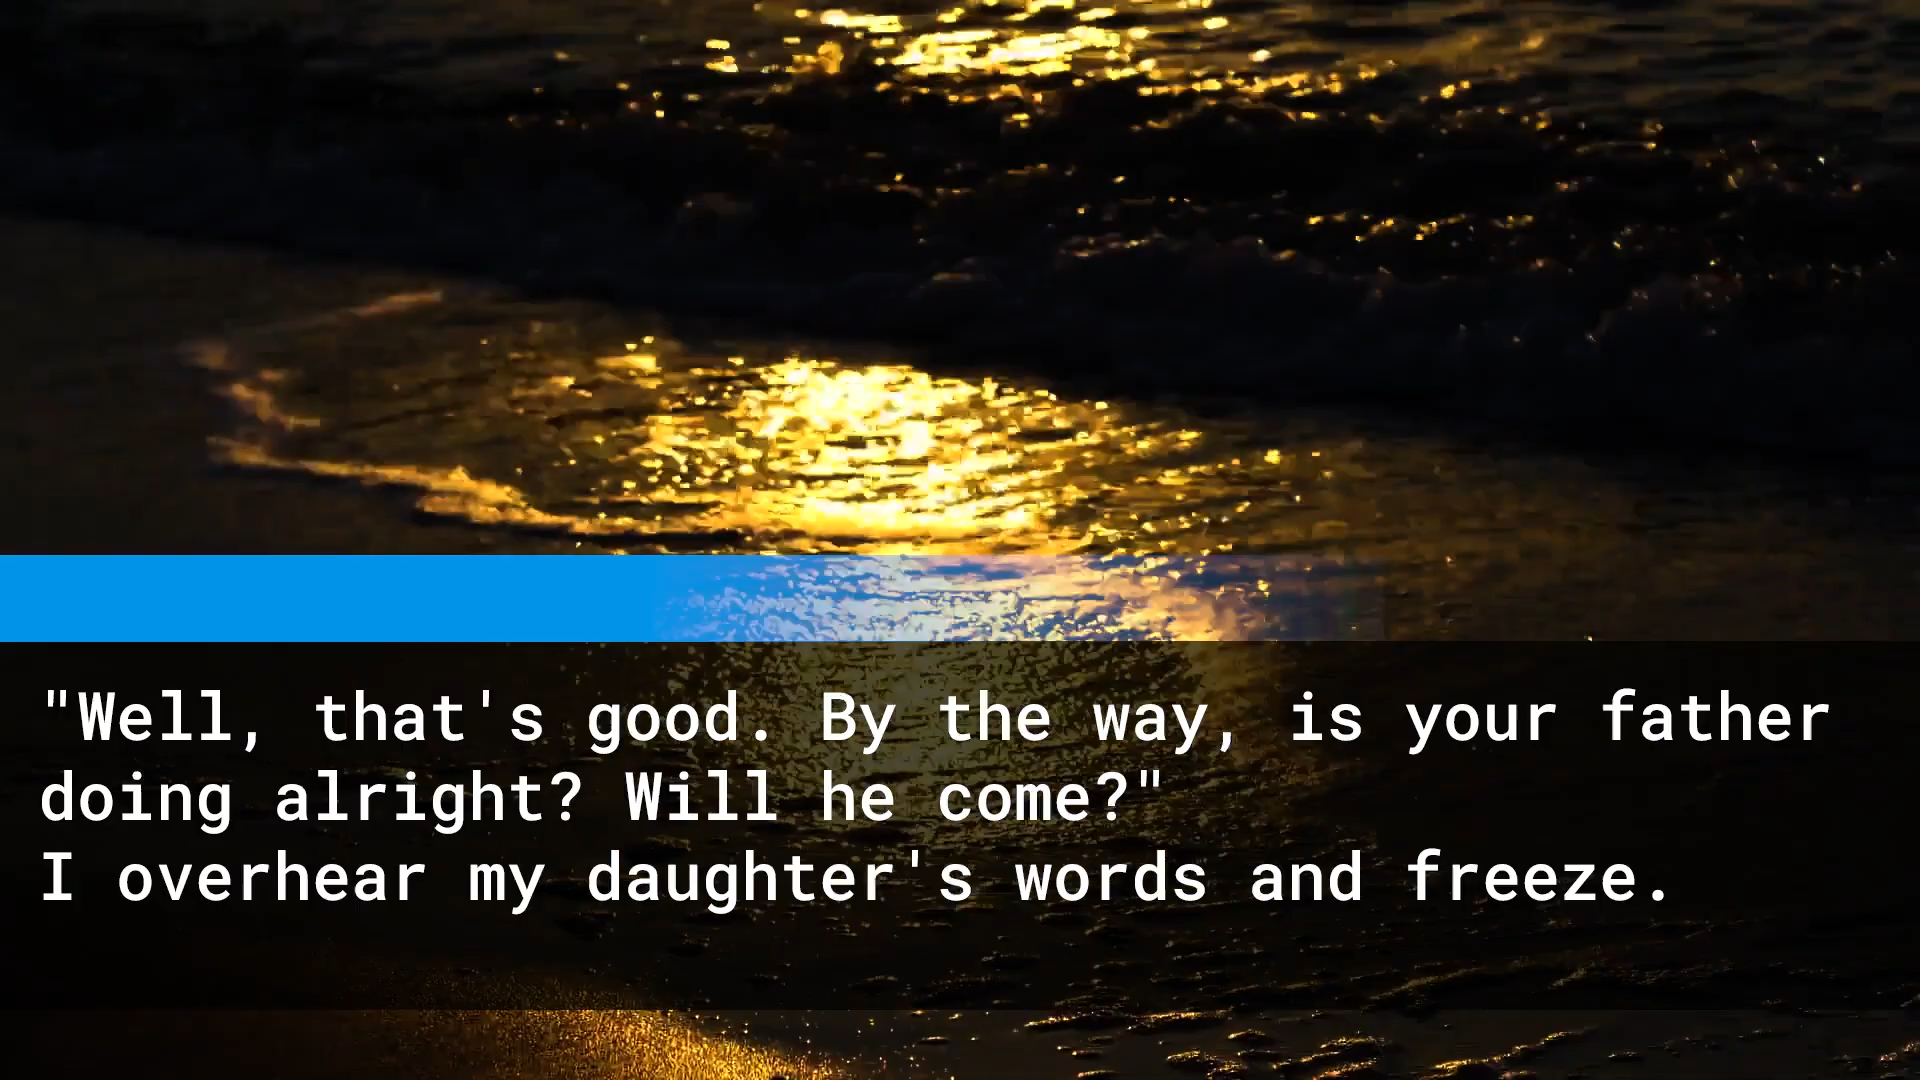 "Well, that's good. By the way, is your father
doing alright? Will he come?"
I overhear my daughter's words and freeze.